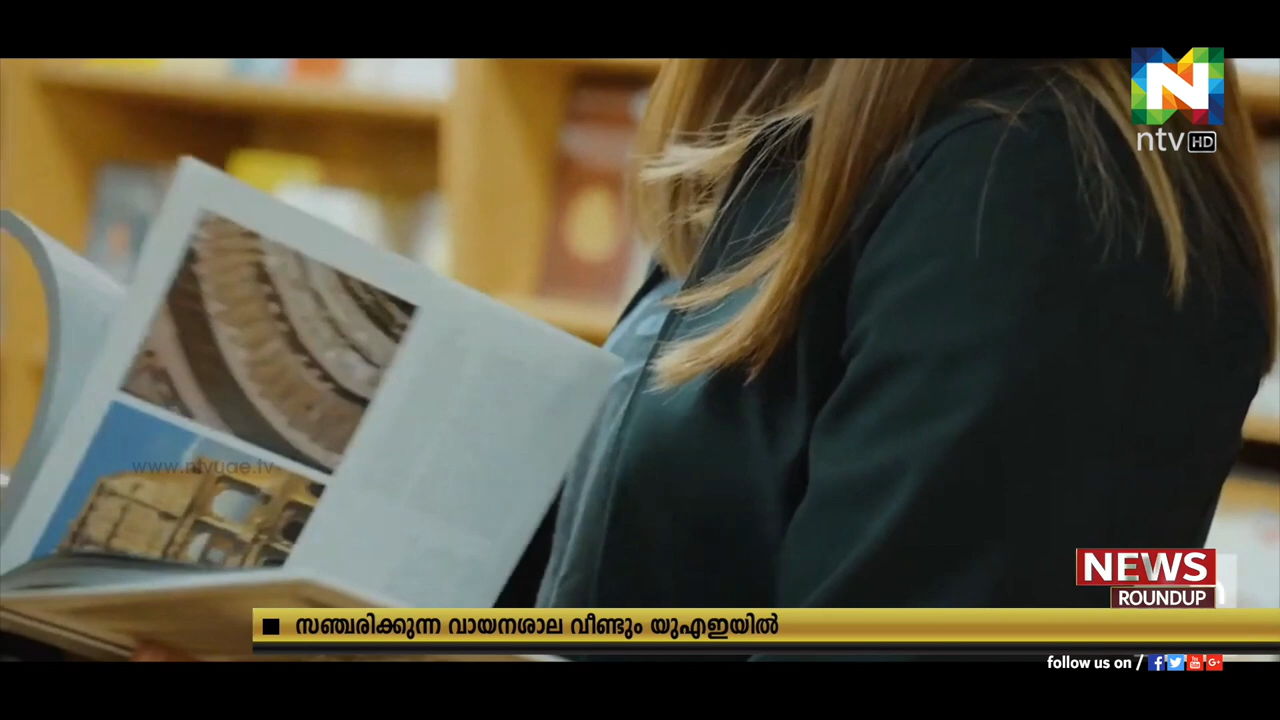 N
ntv HD
www.ntvuae.tv
NEWS
ROUNDUP
സഞ്ചരിക്കുന്ന വായനശാല വീണ്ടും യുഎഇയിൽ
follow us on /